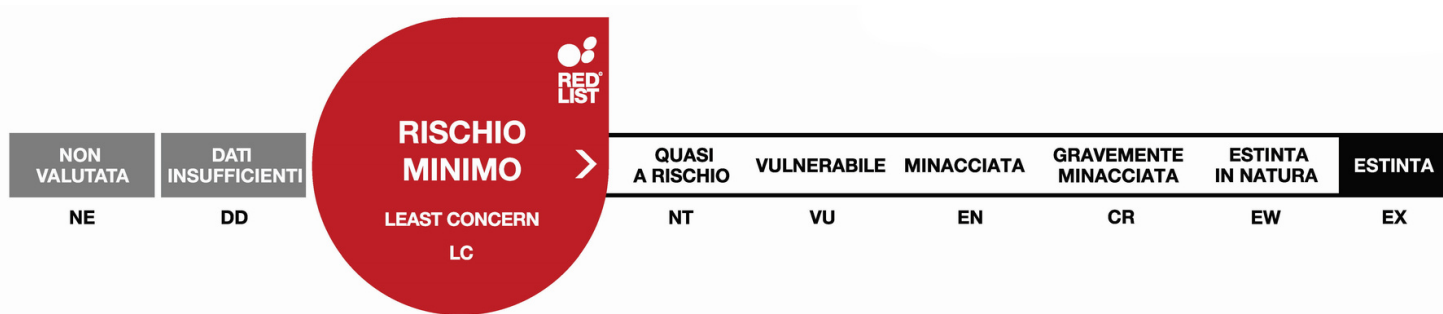 RED
LIST
NON
VALUTATA
NE
DATI
INSUFFICIENTI
DD
RISCHIO
MINIMO
LEAST CONCERN
LC
QUASI
A RISCHIO
NT
VULNERABILE
VU
MINACCIATA
EN
GRAVEMENTE
MINACCIATA
CR
ESTINTA
IN NATURA
EW
ESTINTA
EX